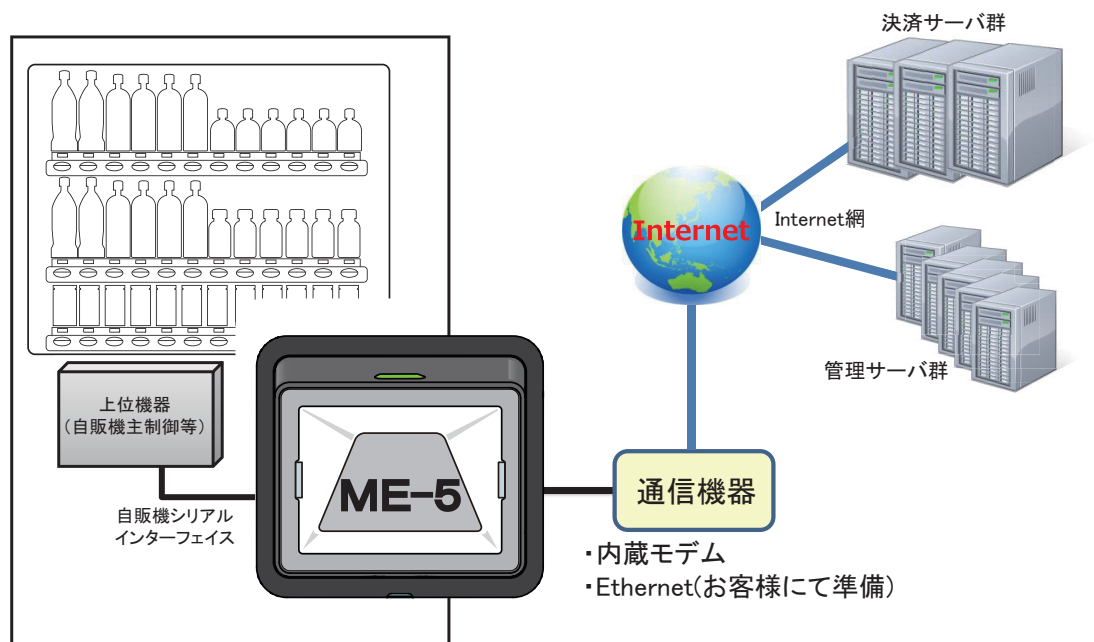 決済サーバ群
Internet
Internet網
管理サーバ群
上位機器
(自販機主制御等)
ME-5
自販機シリアル
インターフェイス
通信機器
・内蔵モデム
・Ethernet(お客様にて準備)